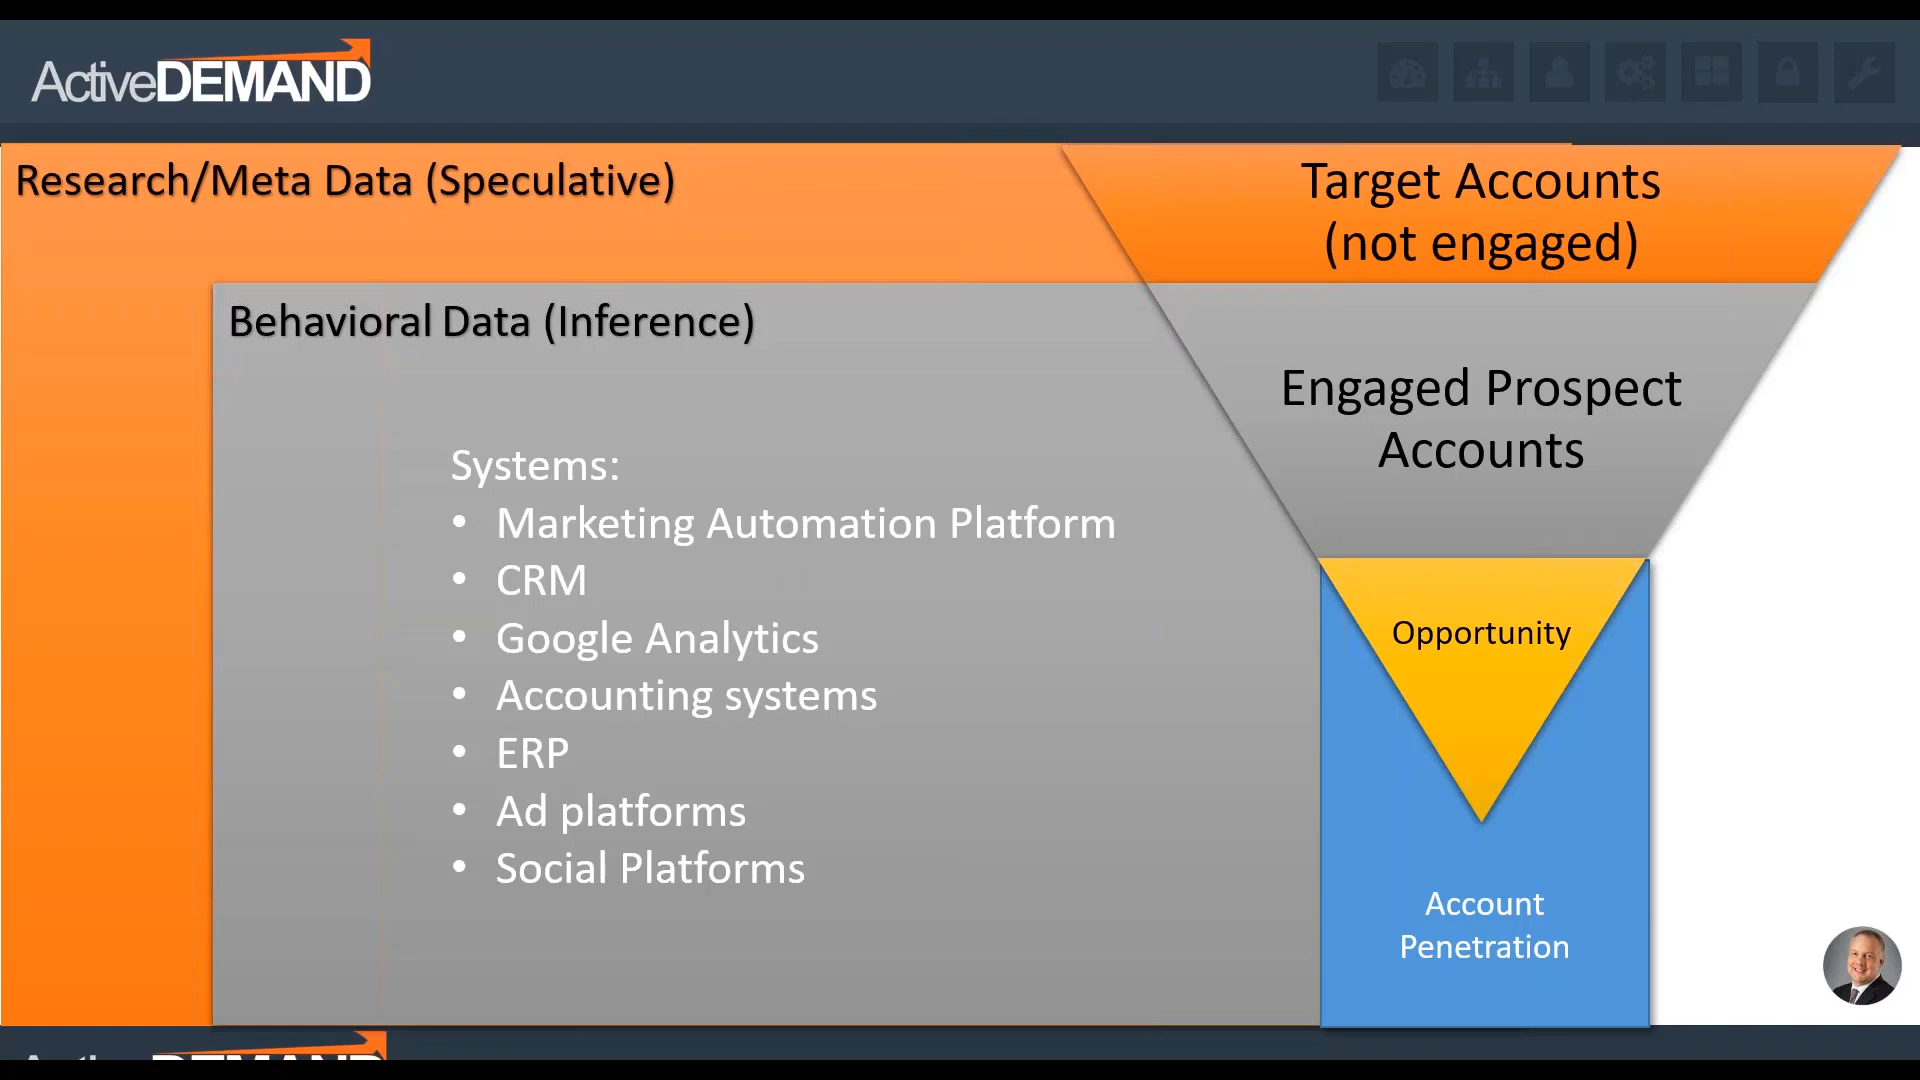 ActiveDEMAND
Research/Meta Data (Speculative)
Target Accounts
(not engaged)
Behavioral Data (Inference)
Engaged Prospect
Accounts
Systems:
• Marketing Automation Platform
• CRM
• Google Analytics
• Accounting systems
• ERP
• Ad platforms
• Social Platforms
Opportunity
Account
Penetration
ActiveDEMAND